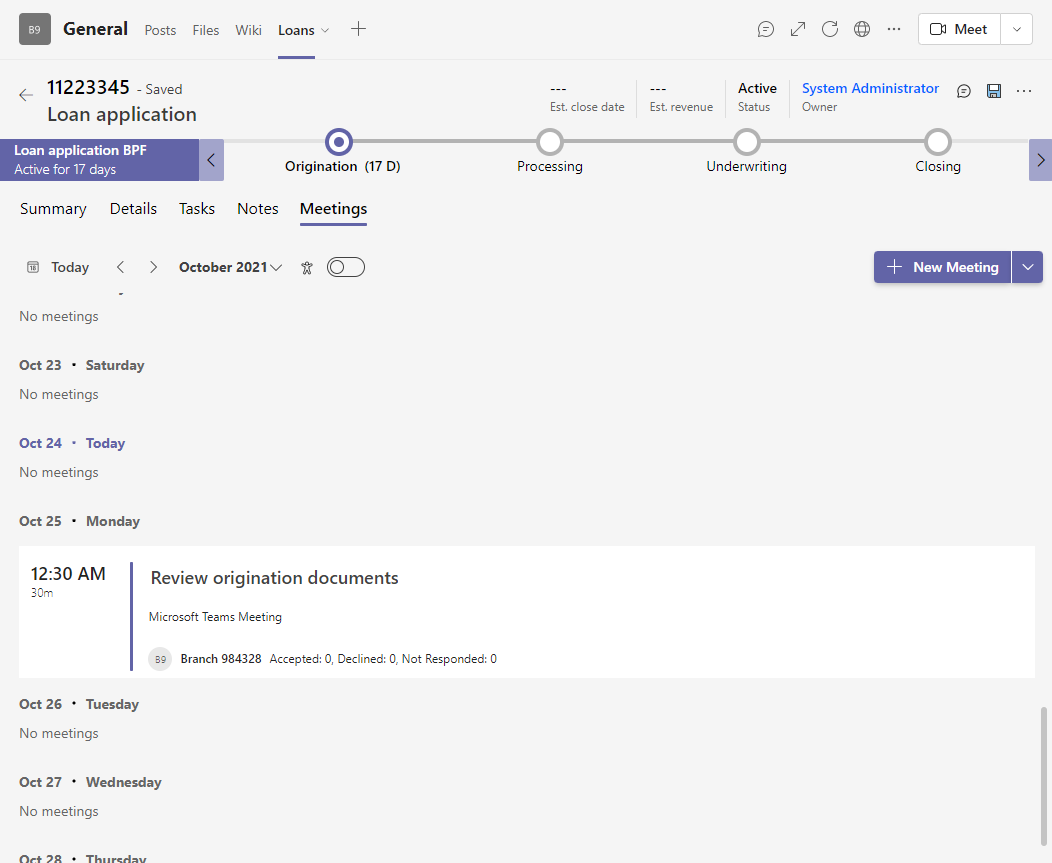 B9 General Posts Files Wiki Loans Meet
11223345 - Saved
Loan application
--- --- Active System Administrator
Est. close date Est. revenue Status Owner
Loan application BPF
Active for 17 days
Origination (17 D) Processing Underwriting Closing
Summary Details Tasks Notes Meetings
Today October 2021 New Meeting
No meetings
Oct 23 · Saturday
No meetings
Oct 24 · Today
No meetings
Oct 25 · Monday
12:30 AM Review origination documents
30m
Microsoft Teams Meeting
B9 Branch 984328 Accepted: 0, Declined: 0, Not Responded: 0
Oct 26 · Tuesday
No meetings
Oct 27 · Wednesday
No meetings
Oct 28 · Thursday